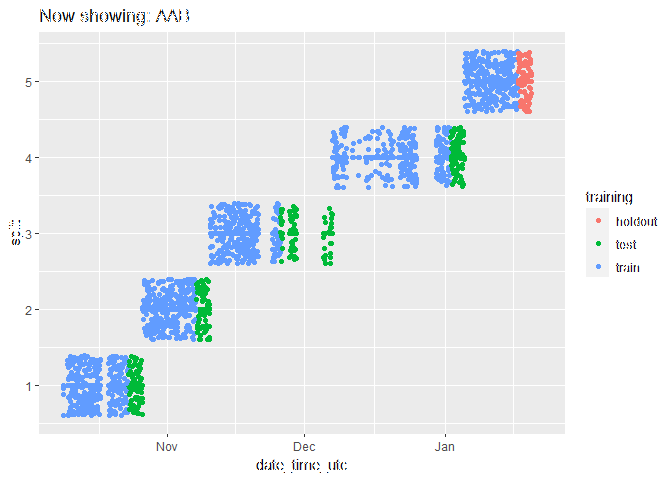 Now showing: AAB
5
4
3
2
1
split
Nov
Dec
Jan
date_time_utc
training
holdout
test
train